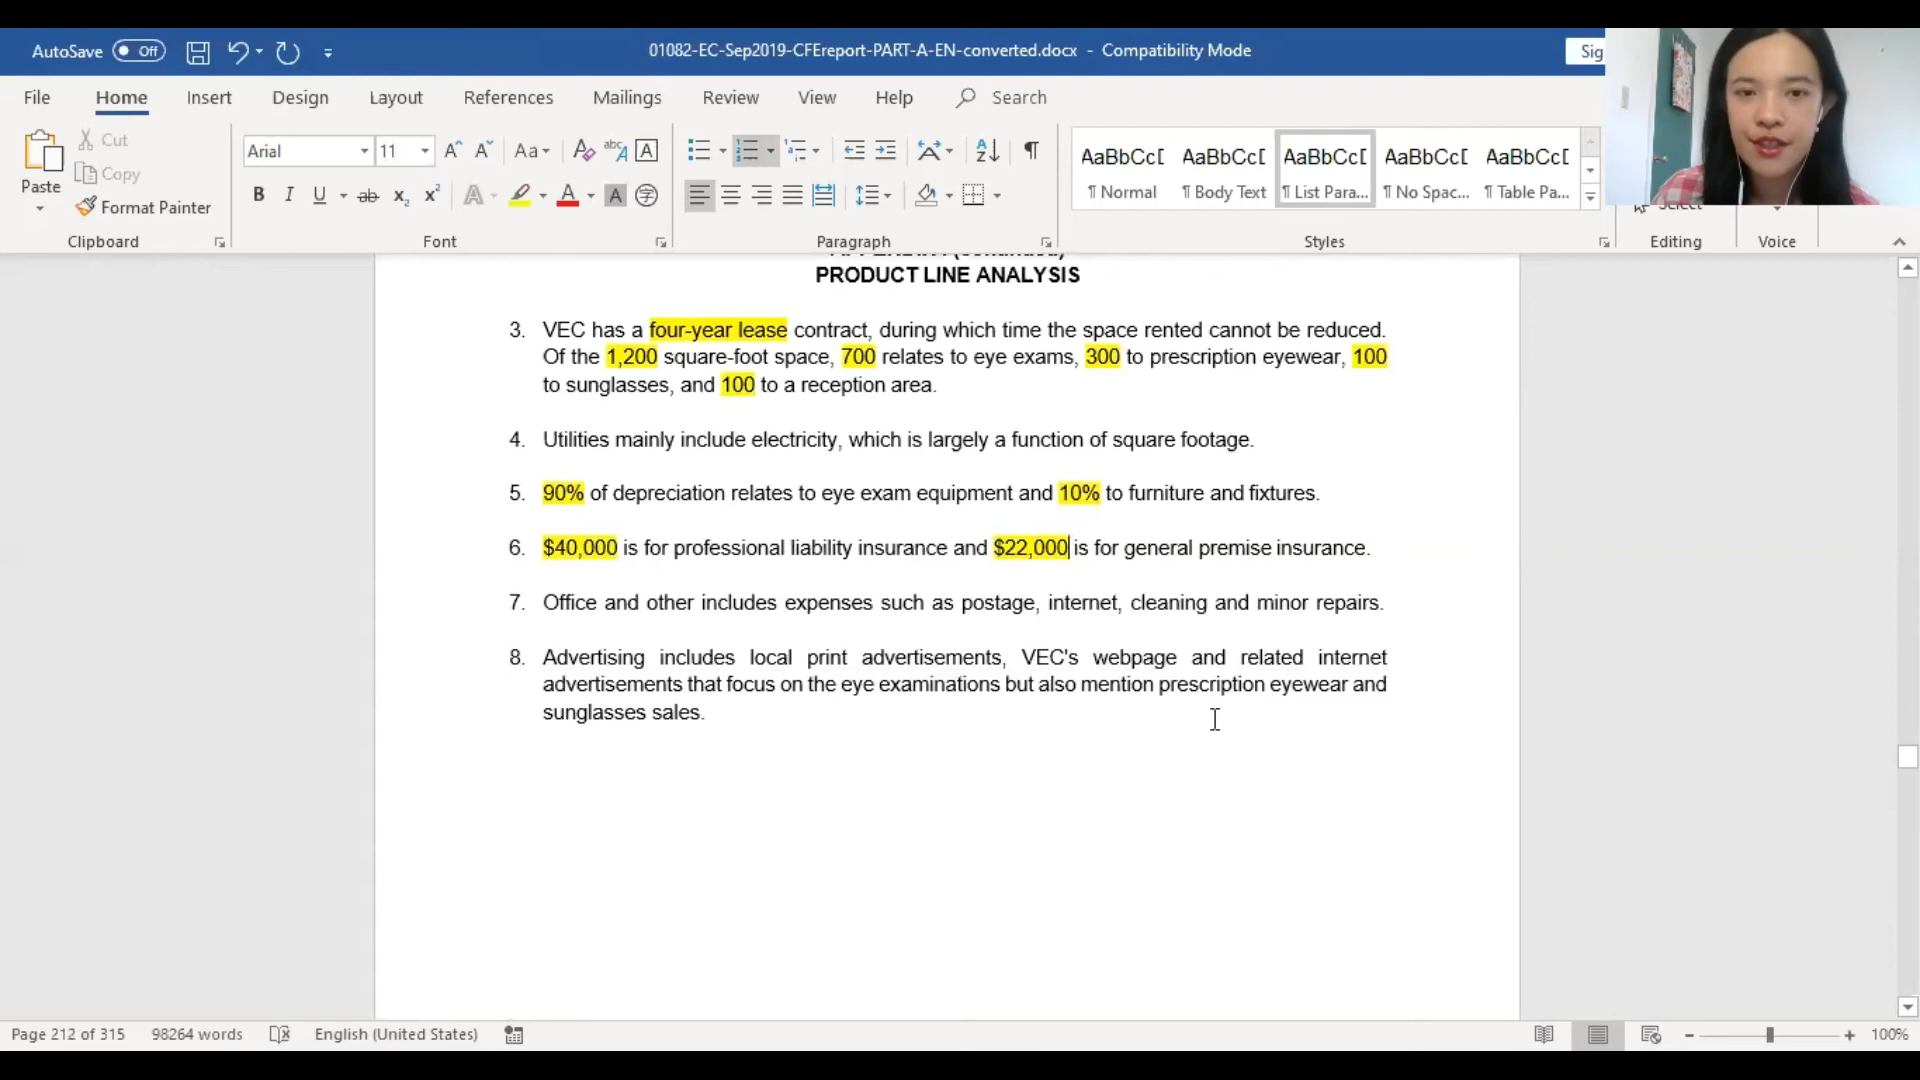 AutoSave Off 01082-EC-Sep2019-CFEreport-PART-A-EN-converted.docx - Compatibility Mode Sig
File Home Insert Design Layout References Mailings Review View Help Search
Paste
Cut
Copy
Format Painter
Clipboard
Arial 11
Font
Paragraph
AaBbCcD AaBbCcD AaBbCcD AaBbCcD AaBbCcD
¶ Normal ¶ Body Text ¶ List Para... ¶ No Spac... ¶ Table Pa...
Styles
Editing
Voice
PRODUCT LINE ANALYSIS
3. VEC has a four-year lease contract, during which time the space rented cannot be reduced.
Of the 1,200 square-foot space, 700 relates to eye exams, 300 to prescription eyewear, 100
to sunglasses, and 100 to a reception area.
4. Utilities mainly include electricity, which is largely a function of square footage.
5. 90% of depreciation relates to eye exam equipment and 10% to furniture and fixtures.
6. $40,000 is for professional liability insurance and $22,000 is for general premise insurance.
7. Office and other includes expenses such as postage, internet, cleaning and minor repairs.
8. Advertising includes local print advertisements, VEC's webpage and related internet
advertisements that focus on the eye examinations but also mention prescription eyewear and
sunglasses sales.
Page 212 of 315 98264 words English (United States) 100%